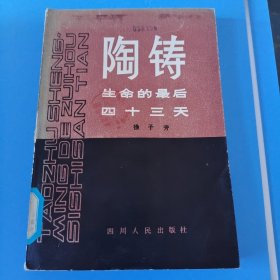 陶铸
生命的最后
四十三天
四川人民出版社
TAOZHU SHENG
MING DE ZUIHOU
SISHISAN TIAN